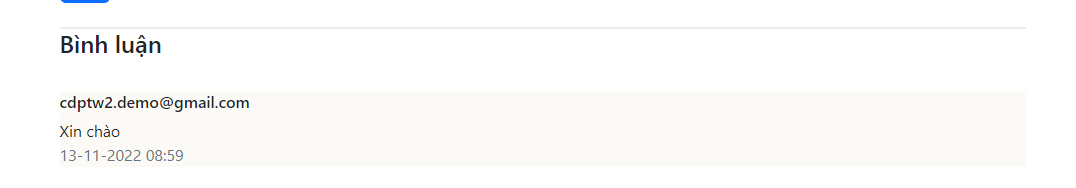 Bình luận
cdptw2.demo@gmail.com
Xin chào
13-11-2022 08:59